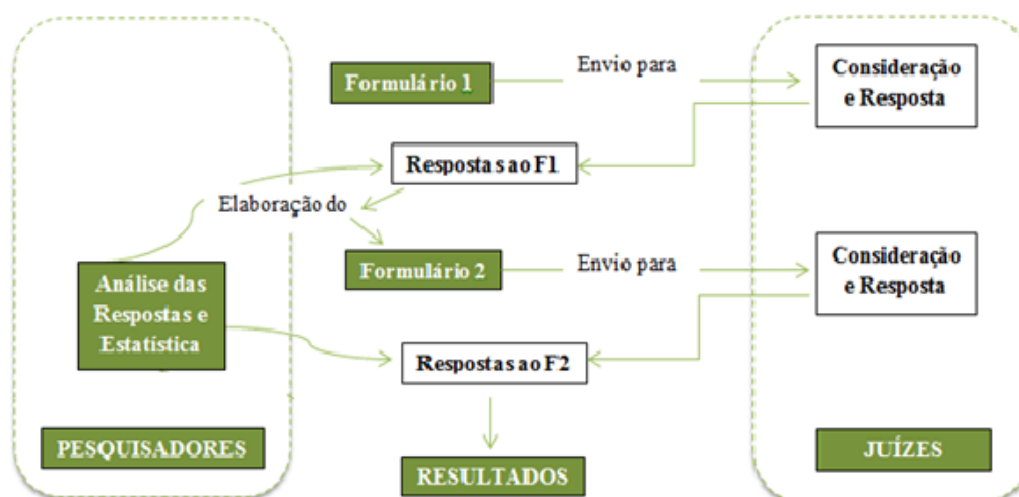 Formulário 1
Envio para
Consideração
e Resposta
Respostas ao F1
Elaboração do
Formulário 2
Envio para
Consideração
e Resposta
Análise das
Respostas e
Estatística
Respostas ao F2
PESQUISADORES
RESULTADOS
JUÍZES